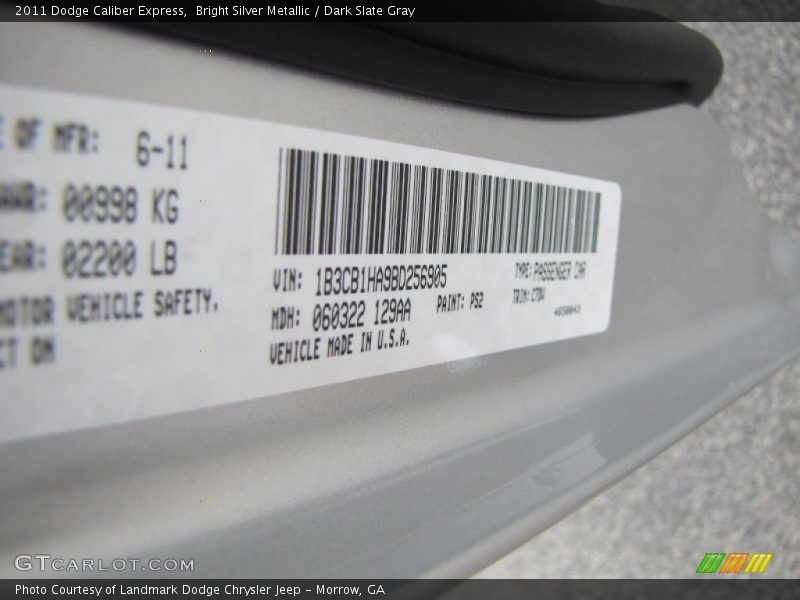 2011 Dodge Caliber Express, Bright Silver Metallic / Dark Slate Gray
E OF MFR: 6-11
00998 KG
02200 LB
MOTOR VEHICLE SAFETY.
CT ON
VIN: 1B3CB1HA9BD256905
TYPE: PASSENGER CAR
MDH: 060322 129AA
PAINT: PS2
TRIM: C7DV
VEHICLE MADE IN U.S.A.
GTCARLOT.COM
Photo Courtesy of Landmark Dodge Chrysler Jeep - Morrow, GA